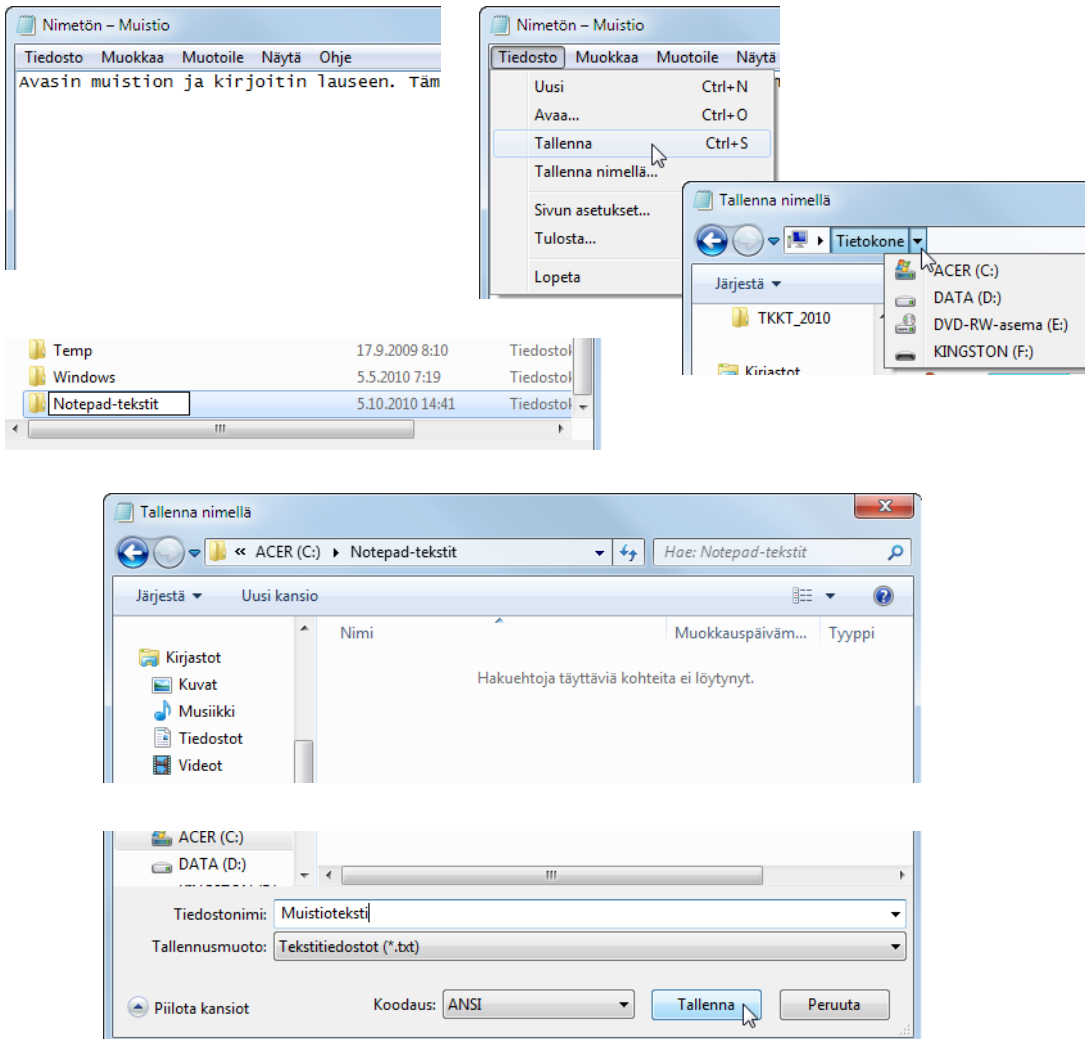 Nimetön – Muistio
Tiedosto Muokkaa Muotoile Näytä Ohje
Avasin muistion ja kirjoitin lauseen. Täm
Nimetön – Muistio
Tiedosto Muokkaa Muotoile Näytä
Uusi Ctrl+N
Avaa... Ctrl+O
Tallenna Ctrl+S
Tallenna nimellä...
Sivun asetukset...
Tulosta...
Lopeta
Tallenna nimellä
Tietokone
ACER (C:)
DATA (D:)
DVD-RW-asema (E:)
KINGSTON (F:)
Järjestä
TKKT_2010
Kirjastot
Temp 17.9.2009 8:10 Tiedostok
Windows 5.5.2010 7:19 Tiedostok
Notepad-tekstit 5.10.2010 14:41 Tiedostok
Tallenna nimellä
« ACER (C:) Notepad-tekstit Hae: Notepad-tekstit
Järjestä Uusi kansio
Nimi Muokkauspäiväm... Tyyppi
Hakuehtoja täyttäviä kohteita ei löytynyt.
Kirjastot
Kuvat
Musiikki
Tiedostot
Videot
ACER (C:)
DATA (D:)
Tiedostonimi: Muistioteksti
Tallennusmuoto: Tekstitiedostot (*.txt)
Piilota kansiot Koodaus: ANSI Tallenna Peruuta